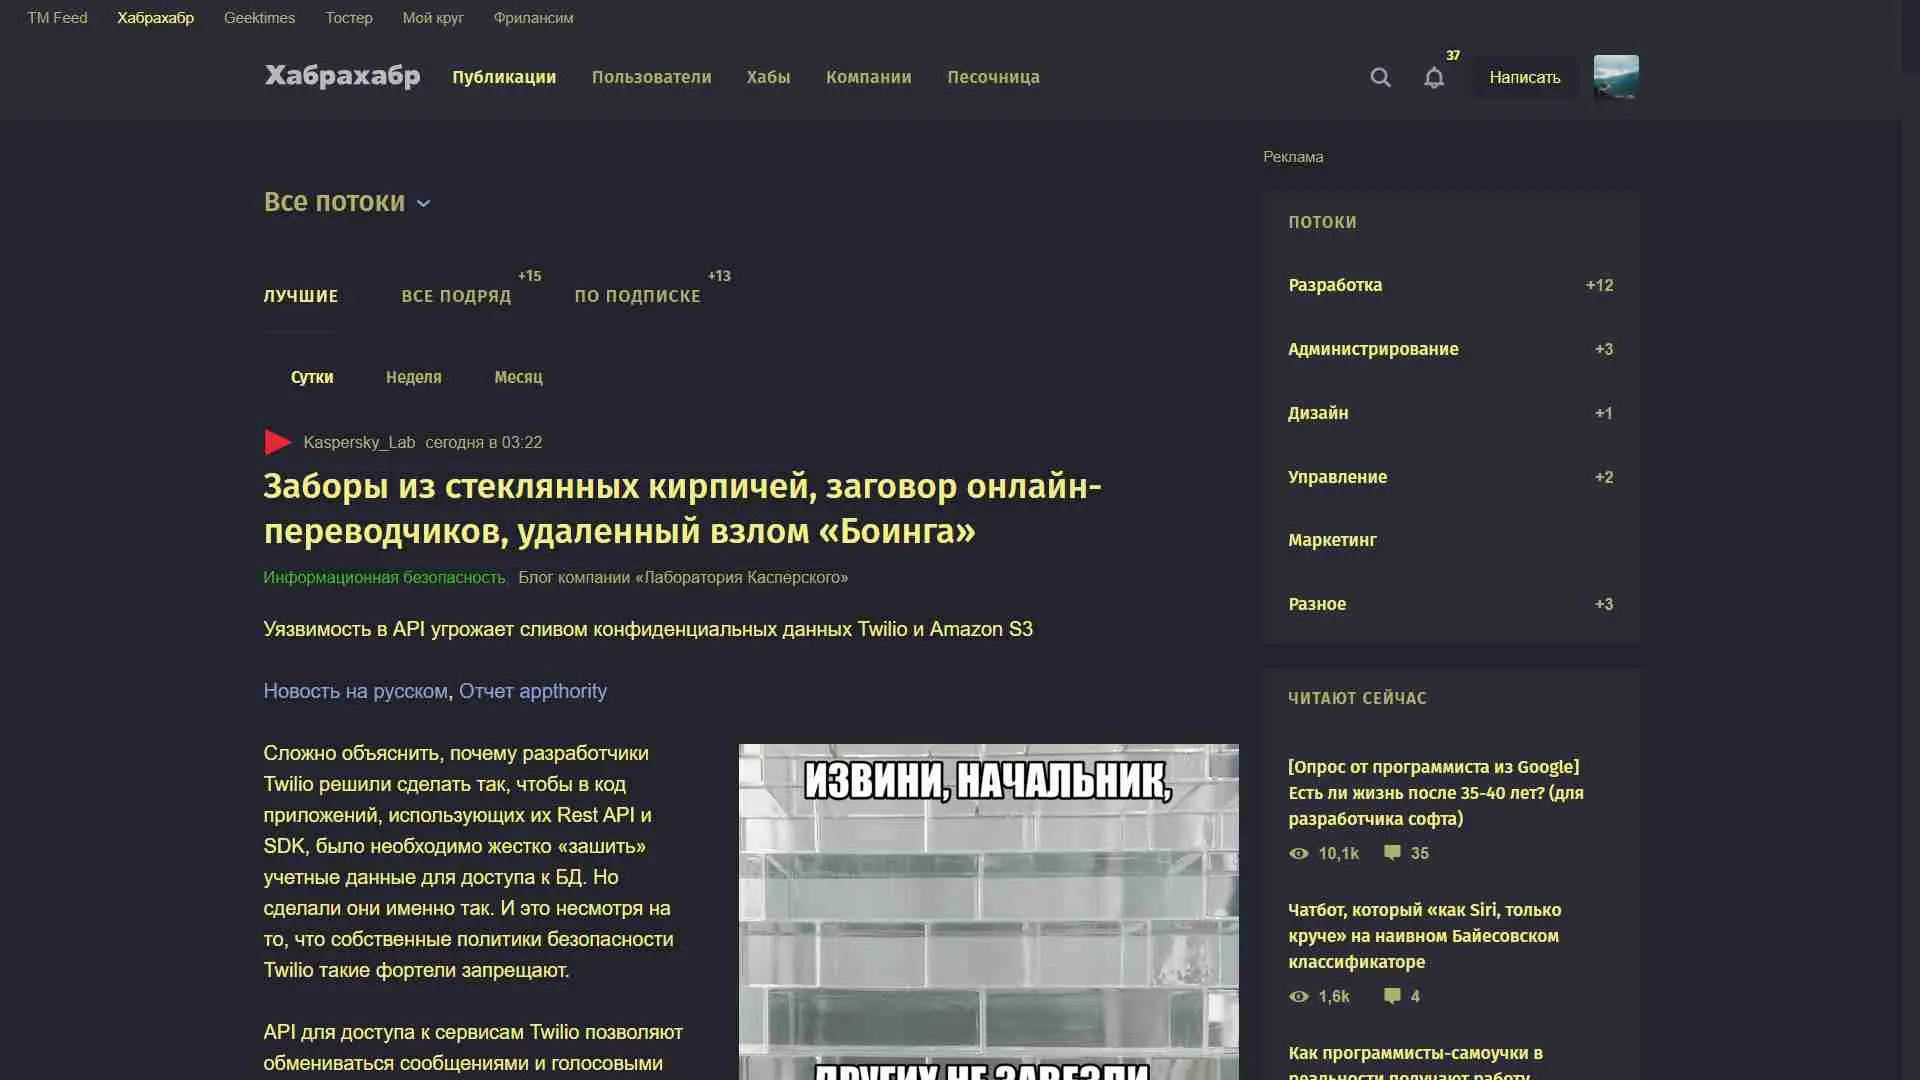 TM Feed Хабрахабр Geektimes Тостер Мой круг Фрилансим
Хабрахабр Публикации Пользователи Хабы Компании Песочница 37 Написать
Все потоки
ЛУЧШИЕ ВСЕ ПОДРЯД +15 ПО ПОДПИСКЕ +13
Сутки Неделя Месяц
Kaspersky_Lab сегодня в 03:22
Заборы из стеклянных кирпичей, заговор онлайн-
переводчиков, удаленный взлом «Боинга»
Информационная безопасность, Блог компании «Лаборатория Касперского»
Уязвимость в API угрожает сливом конфиденциальных данных Twilio и Amazon S3
Новость на русском, Отчет appthority
Сложно объяснить, почему разработчики
Twilio решили сделать так, чтобы в код
приложений, использующих их Rest API и
SDK, было необходимо жестко «зашить»
учетные данные для доступа к БД. Но
сделали они именно так. И это несмотря на
то, что собственные политики безопасности
Twilio такие фортели запрещают.
API для доступа к сервисам Twilio позволяют
обмениваться сообщениями и голосовыми
ИЗВИНИ, НАЧАЛЬНИК,
ДРУГИХ НЕ ЗАВЕЗЛИ
Реклама
ПОТОКИ
Разработка +12
Администрирование +3
Дизайн +1
Управление +2
Маркетинг
Разное +3
ЧИТАЮТ СЕЙЧАС
[Опрос от программиста из Google]
Есть ли жизнь после 35-40 лет? (для
разработчика софта)
10,1k 35
Чатбот, который «как Siri, только
круче» на наивном Байесовском
классификаторе
1,6k 4
Как программисты-самоучки в
реальности получают работу